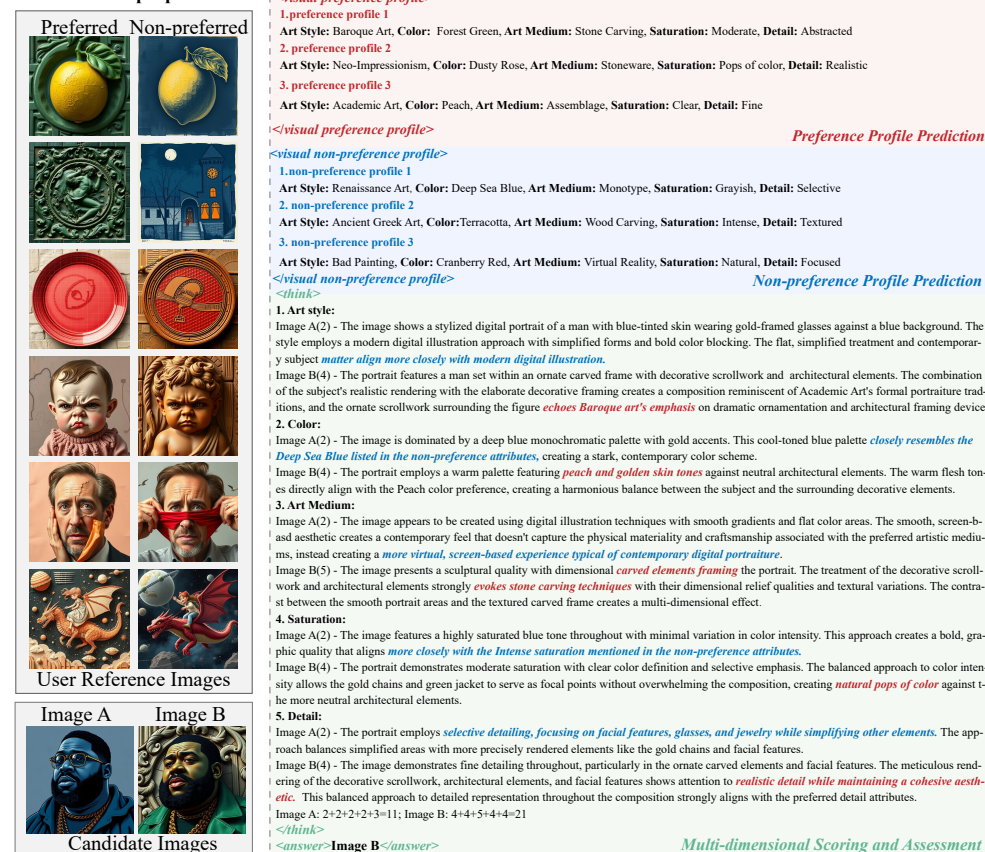 Preferred Non-preferred
User Reference Images
Image A Image B
Candidate Images
1.preference profile 1
Art Style: Baroque Art, Color: Forest Green, Art Medium: Stone Carving, Saturation: Moderate, Detail: Abstracted
2. preference profile 2
Art Style: Neo-Impressionism, Color: Dusty Rose, Art Medium: Stoneware, Saturation: Pops of color, Detail: Realistic
3. preference profile 3
Art Style: Academic Art, Color: Peach, Art Medium: Assemblage, Saturation: Clear, Detail: Fine
</visual preference profile>
Preference Profile Prediction
<visual non-preference profile>
1.non-preference profile 1
Art Style: Renaissance Art, Color: Deep Sea Blue, Art Medium: Monotype, Saturation: Grayish, Detail: Selective
2. non-preference profile 2
Art Style: Ancient Greek Art, Color:Terracotta, Art Medium: Wood Carving, Saturation: Intense, Detail: Textured
3. non-preference profile 3
Art Style: Bad Painting, Color: Cranberry Red, Art Medium: Virtual Reality, Saturation: Natural, Detail: Focused
</visual non-preference profile>
Non-preference Profile Prediction
<think>
1. Art style:
Image A(2) - The image shows a stylized digital portrait of a man with blue-tinted skin wearing gold-framed glasses against a blue background. The
style employs a modern digital illustration approach with simplified forms and bold color blocking. The flat, simplified treatment and contemporar-
y subject matter align more closely with modern digital illustration.
Image B(4) - The portrait features a man set within an ornate carved frame with decorative scrollwork and architectural elements. The combination
of the subject's realistic rendering with the elaborate decorative framing creates a composition reminiscent of Academic Art's formal portraiture trad-
itions, and the ornate scrollwork surrounding the figure echoes Baroque art's emphasis on dramatic ornamentation and architectural framing device
2. Color:
Image A(2) - The image is dominated by a deep blue monochromatic palette with gold accents. This cool-toned blue palette closely resembles the
Deep Sea Blue listed in the non-preference attributes, creating a stark, contemporary color scheme.
Image B(4) - The portrait employs a warm palette featuring peach and golden skin tones against neutral architectural elements. The warm flesh ton-
es directly align with the Peach color preference, creating a harmonious balance between the subject and the surrounding decorative elements.
3. Art Medium:
Image A(2) - The image appears to be created using digital illustration techniques with smooth gradients and flat color areas. The smooth, screen-b-
asd aesthetic creates a contemporary feel that doesn't capture the physical materiality and craftsmanship associated with the preferred artistic mediu-
ms, instead creating a more virtual, screen-based experience typical of contemporary digital portraiture.
Image B(5) - The image presents a sculptural quality with dimensional carved elements framing the portrait. The treatment of the decorative scroll-
work and architectural elements strongly evokes stone carving techniques with their dimensional relief qualities and textural variations. The contra-
st between the smooth portrait areas and the textured carved frame creates a multi-dimensional effect.
4. Saturation:
Image A(2) - The image features a highly saturated blue tone throughout with minimal variation in color intensity. This approach creates a bold, gra-
phic quality that aligns more closely with the Intense saturation mentioned in the non-preference attributes.
Image B(4) - The portrait demonstrates moderate saturation with clear color definition and selective emphasis. The balanced approach to color inten-
sity allows the gold chains and green jacket to serve as focal points without overwhelming the composition, creating natural pops of color against t-
he more neutral architectural elements.
5. Detail:
Image A(2) - The portrait employs selective detailing, focusing on facial features, glasses, and jewelry while simplifying other elements. The app-
roach balances simplified areas with more precisely rendered elements like the gold chains and facial features.
Image B(4) - The image demonstrates fine detailing throughout, particularly in the ornate carved elements and facial features. The meticulous rend-
ering of the decorative scrollwork, architectural elements, and facial features shows attention to realistic detail while maintaining a cohesive aesth-
etic. This balanced approach to detailed representation throughout the composition strongly aligns with the preferred detail attributes.
Image A: 2+2+2+2+3=11; Image B: 4+4+5+4+4=21
</think>
<answer>Image B</answer>
Multi-dimensional Scoring and Assessment